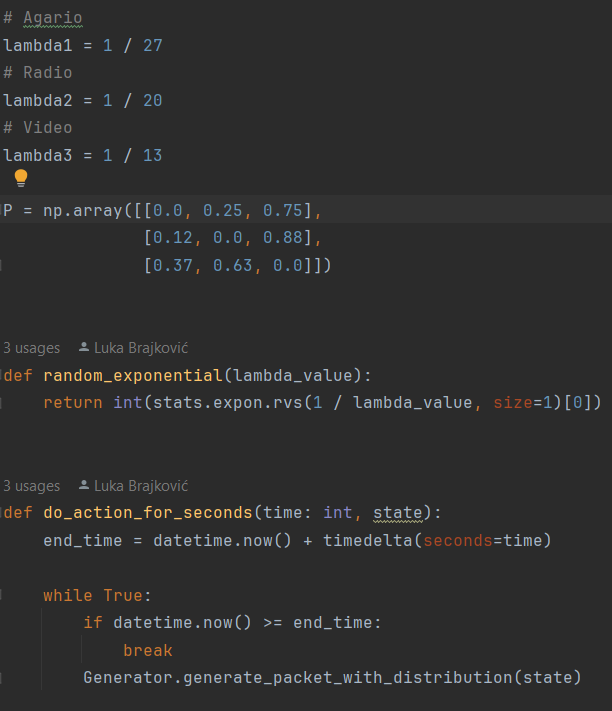 # Agario
lambda1 = 1 / 27
# Radio
lambda2 = 1 / 20
# Video
lambda3 = 1 / 13
P = np.array([[0.0, 0.25, 0.75],
[0.12, 0.0, 0.88],
[0.37, 0.63, 0.0]])
3 usages Luka Brajković
def random_exponential(lambda_value):
return int(stats.expon.rvs(1 / lambda_value, size=1)[0])
3 usages Luka Brajković
def do_action_for_seconds(time: int, state):
end_time = datetime.now() + timedelta(seconds=time)
while True:
if datetime.now() >= end_time:
break
Generator.generate_packet_with_distribution(state)